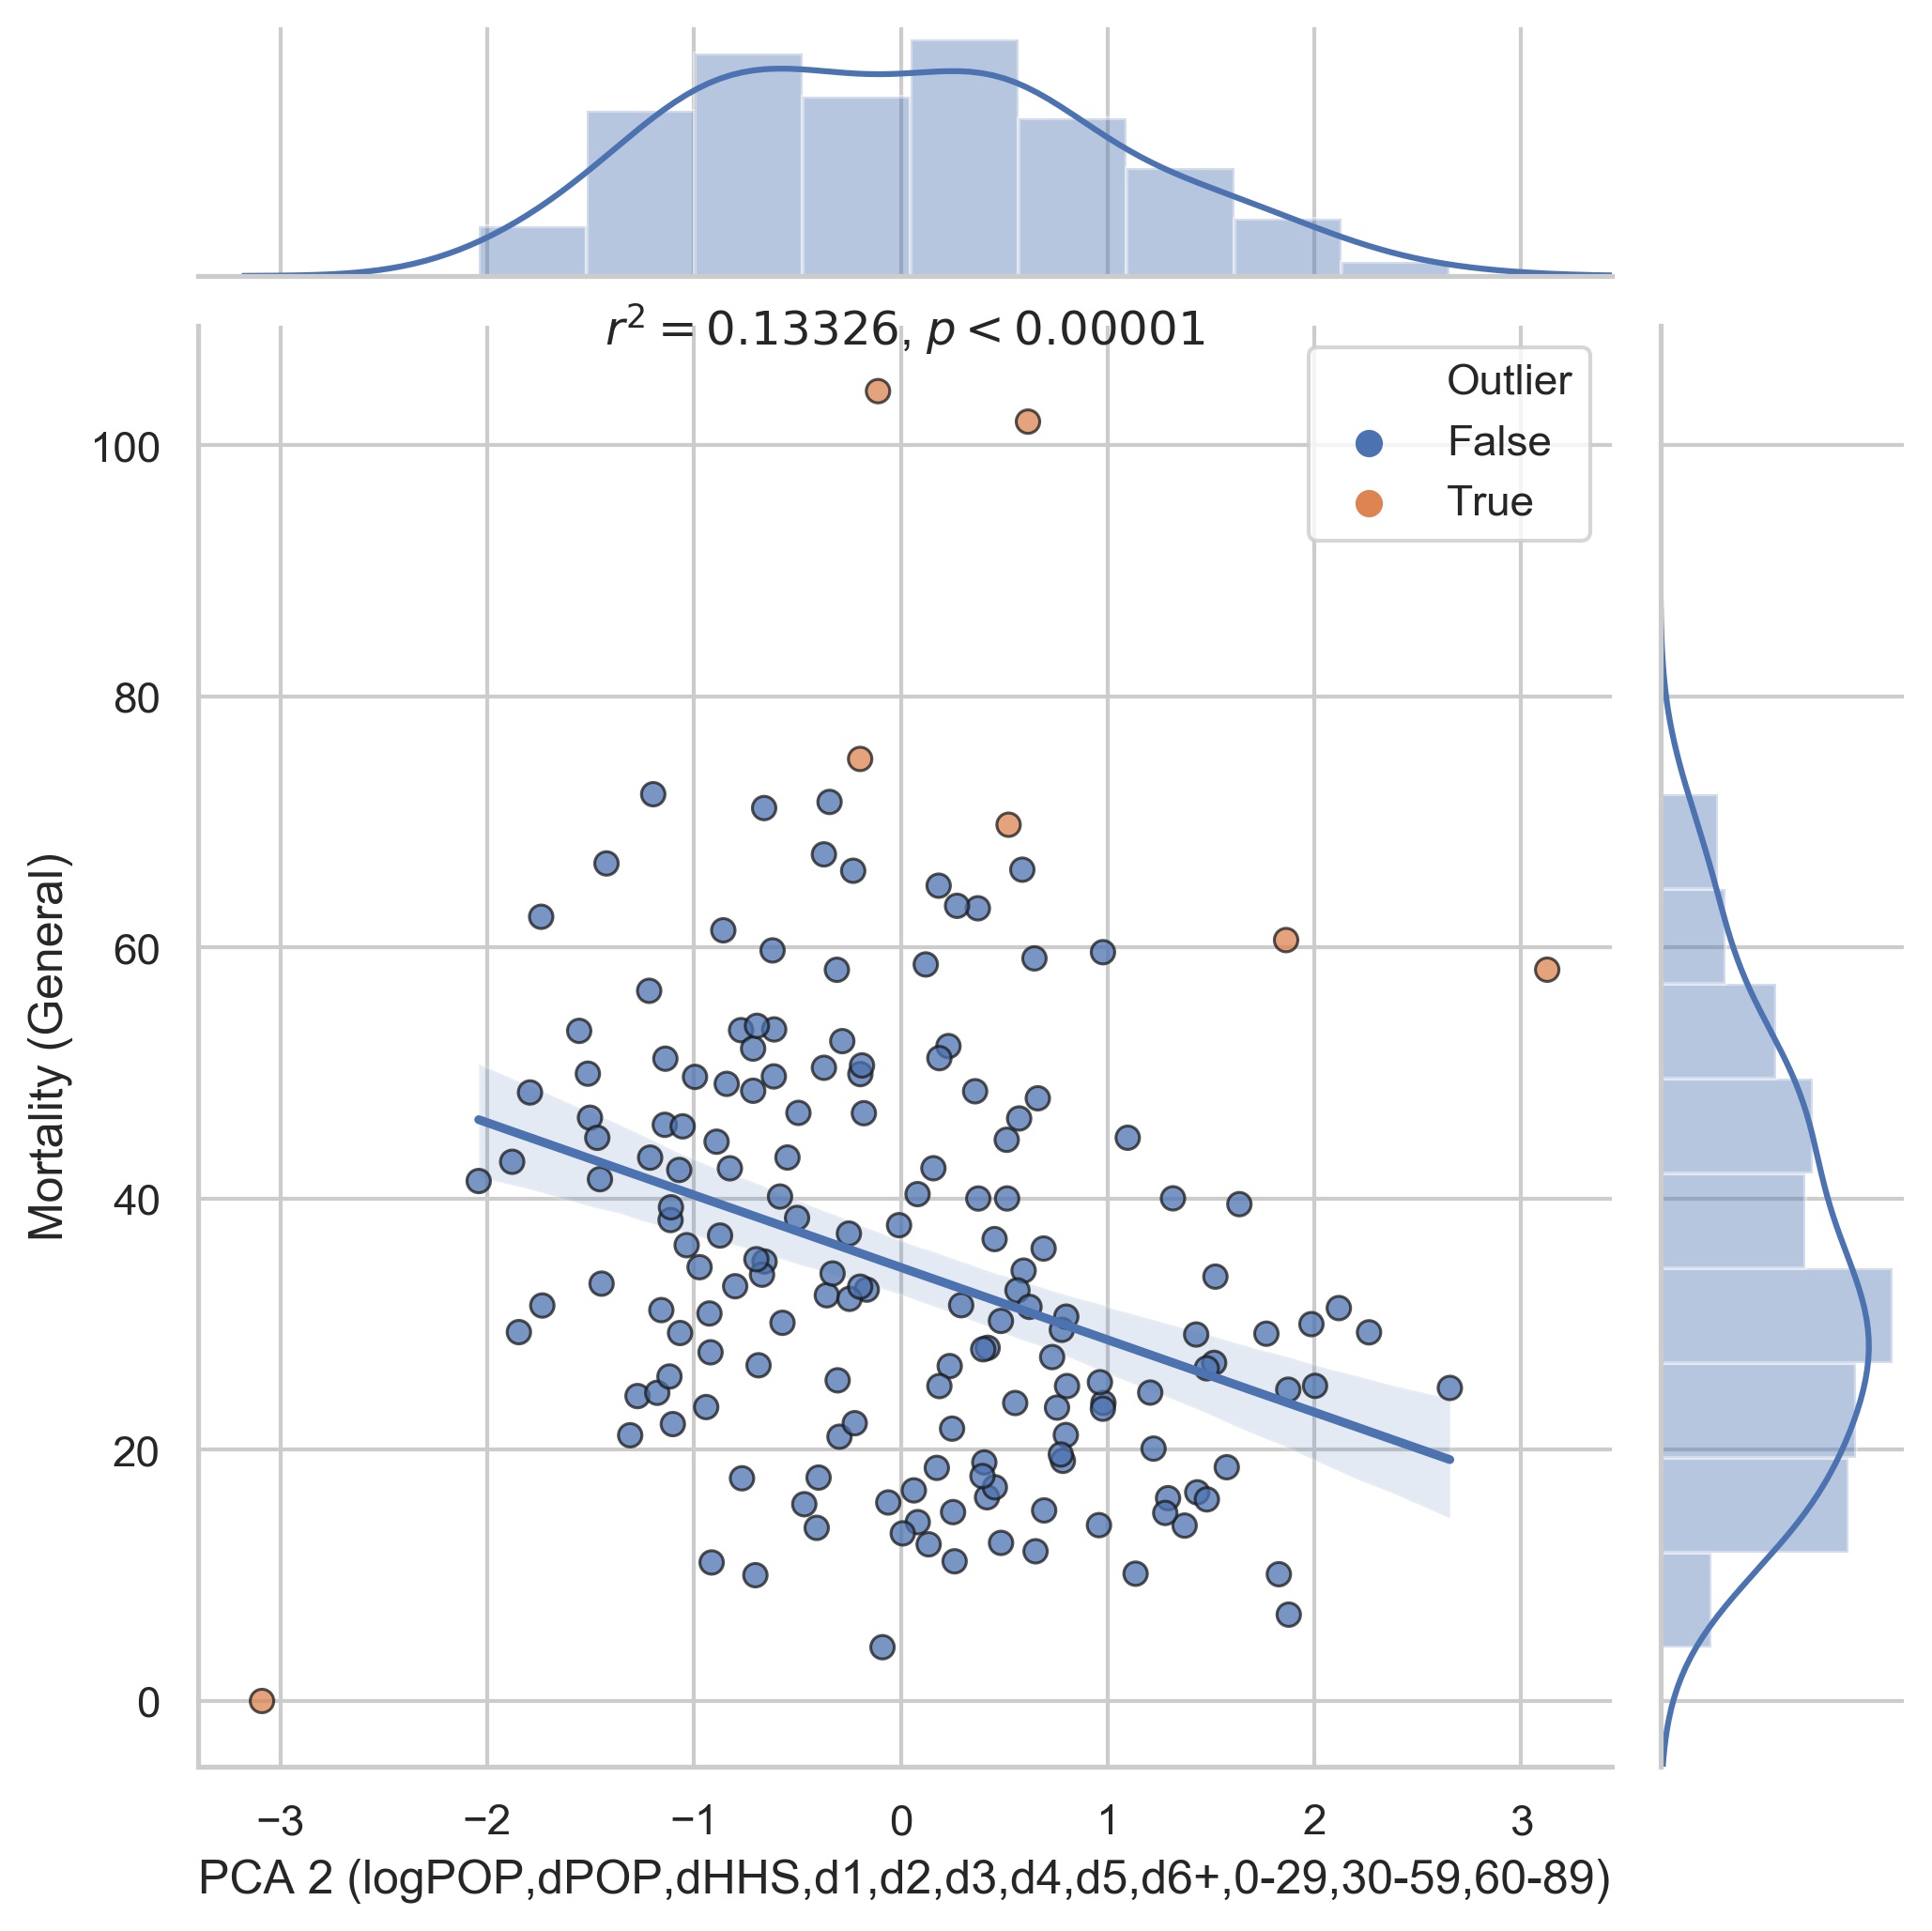 r² = 0.13326, p < 0.00001
Outlier
False
True
100
80
60
40
20
0
Mortality (General)
−3 −2 −1 0 1 2 3
PCA 2 (logPOP,dPOP,dHHS,d1,d2,d3,d4,d5,d6+,0-29,30-59,60-89)